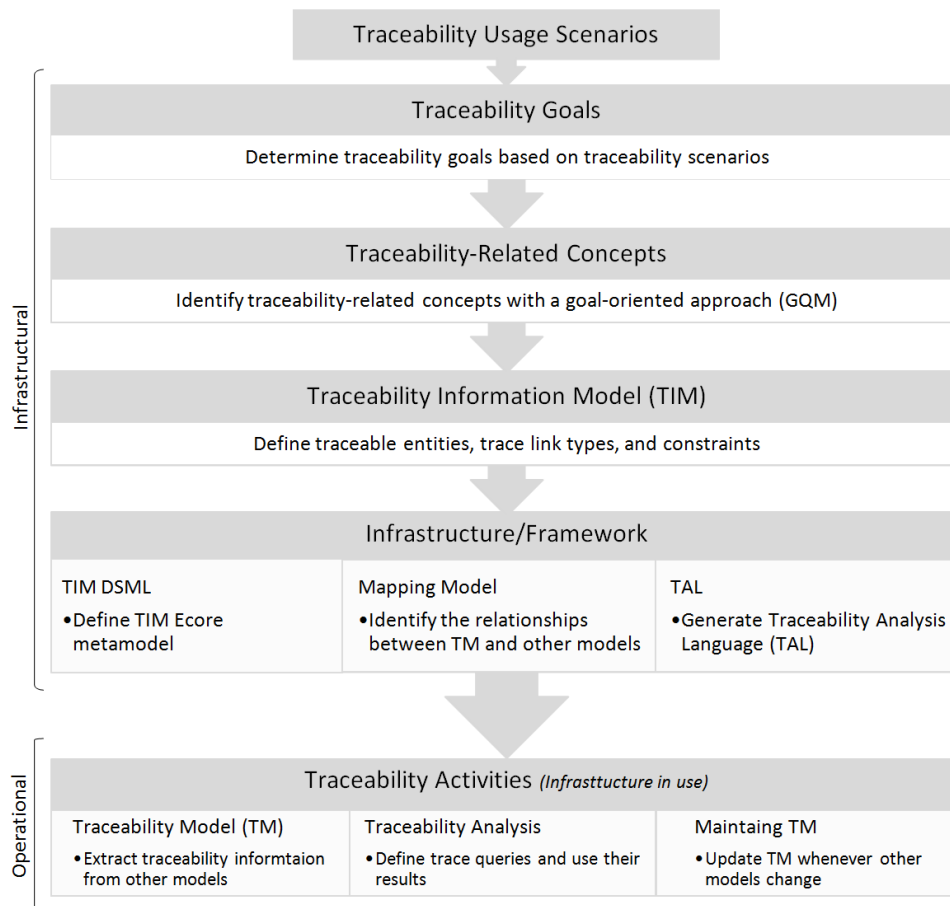 Traceability Usage Scenarios
Infrastructural
Traceability Goals
Determine traceability goals based on traceability scenarios
Traceability-Related Concepts
Identify traceability-related concepts with a goal-oriented approach (GQM)
Traceability Information Model (TIM)
Define traceable entities, trace link types, and constraints
Infrastructure/Framework
TIM DSML
•Define TIM Ecore
metamodel
Mapping Model
•Identify the relationships
between TM and other models
TAL
•Generate Traceability Analysis
Language (TAL)
Operational
Traceability Activities (Infrasttucture in use)
Traceability Model (TM)
•Extract traceability informtaion
from other models
Traceability Analysis
•Define trace queries and use their
results
Maintaing TM
•Update TM whenever other
models change